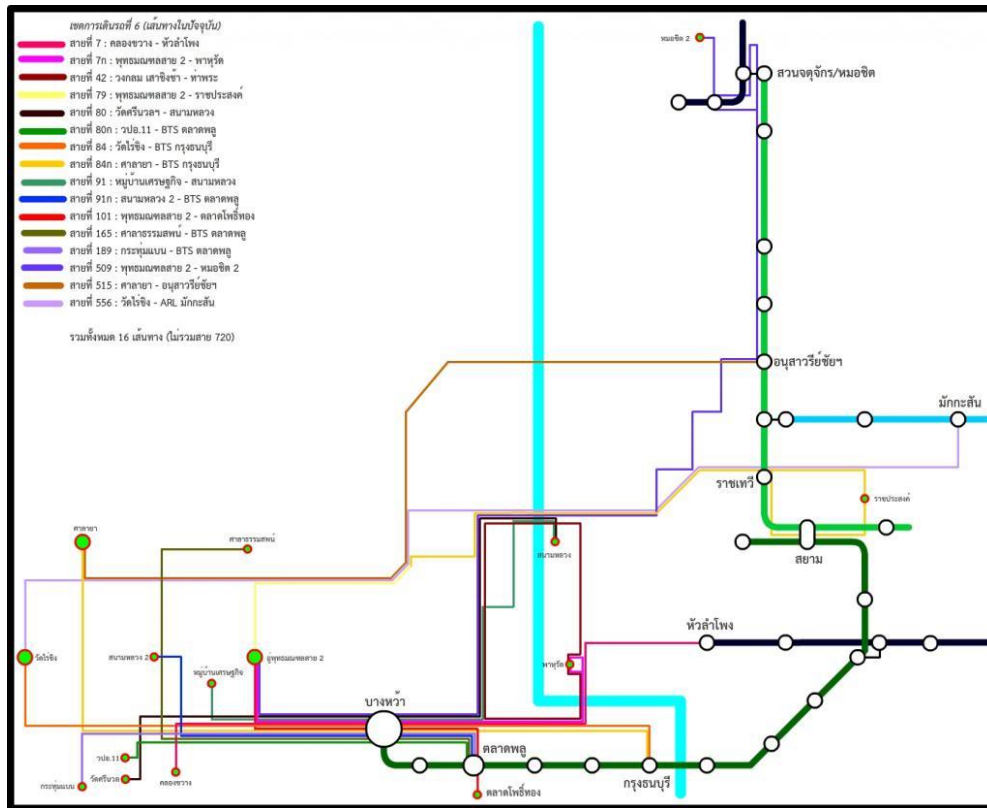 เขตการเดินรถที่ 6 (เส้นทางในปัจจุบัน)
สายที่ 7 : คลองขวาง - หัวลำโพง
สายที่ 7ก : พุทธมณฑลสาย 2 - พาหุรัด
สายที่ 42 : วงกลม เสาชิงช้า - ท่าพระ
สายที่ 79 : พุทธมณฑลสาย 2 - ราชประสงค์
สายที่ 80 : วัดศรีนวลฯ - สนามหลวง
สายที่ 80ก : วปอ.11 - BTS ตลาดพลู
สายที่ 84 : วัดไร่ขิง - BTS กรุงธนบุรี
สายที่ 84ก : ศาลายา - BTS กรุงธนบุรี
สายที่ 91 : หมู่บ้านเศรษฐกิจ - สนามหลวง
สายที่ 91ก : สนามหลวง 2 - BTS ตลาดพลู
สายที่ 101 : พุทธมณฑลสาย 2 - ตลาดโพธิ์ทอง
สายที่ 165 : ศาลาธรรมสพน์ - BTS ตลาดพลู
สายที่ 189 : กระทุ่มแบน - BTS ตลาดพลู
สายที่ 509 : พุทธมณฑลสาย 2 - หมอชิต 2
สายที่ 515 : ศาลายา - อนุสาวรีย์ชัยฯ
สายที่ 556 : วัดไร่ขิง - ARL มักกะสัน
รวมทั้งหมด 16 เส้นทาง (ไม่รวมสาย 720)
หมอชิต 2
สวนจตุจักร/หมอชิต
อนุสาวรีย์ชัยฯ
มักกะสัน
ราชเทวี
ราชประสงค์
ศาลายา
ศาลาธรรมสพน์
สนามหลวง
สยาม
หัวลำโพง
วัดไร่ขิง
สนามหลวง 2
อู่พุทธมณฑลสาย 2
พาหุรัด
หมู่บ้านเศรษฐกิจ
บางหว้า
ตลาดพลู
วปอ.11
วัดศรีนวล
กระทุ่มแบน
คลองขวาง
กรุงธนบุรี
ตลาดโพธิ์ทอง